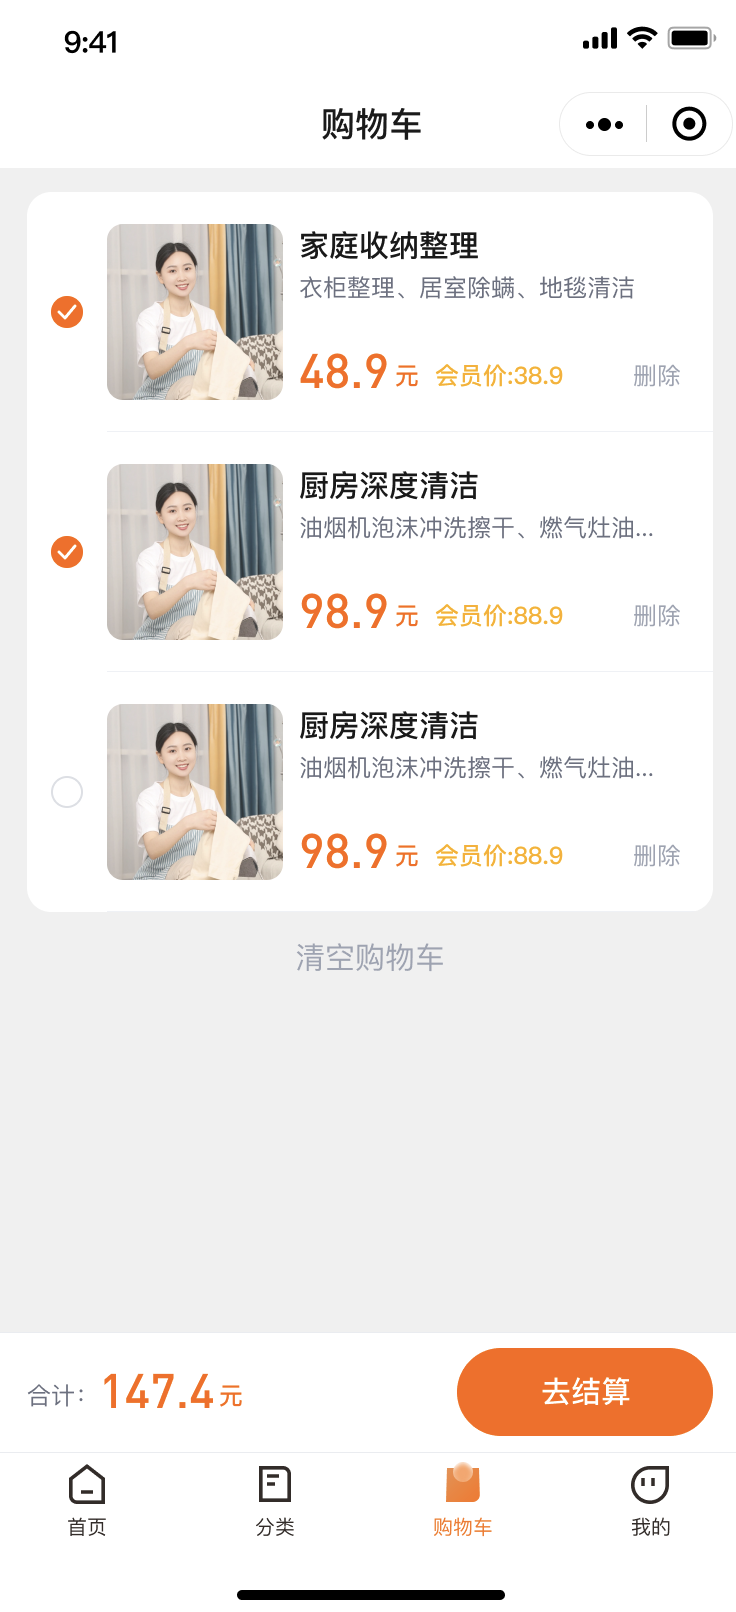 9:41
购物车
家庭收纳整理
衣柜整理、居室除螨、地毯清洁
48.9 元 会员价:38.9 删除
厨房深度清洁
油烟机泡沫冲洗擦干、燃气灶油...
98.9 元 会员价:88.9 删除
厨房深度清洁
油烟机泡沫冲洗擦干、燃气灶油...
98.9 元 会员价:88.9 删除
清空购物车
合计: 147.4 元 去结算
首页 分类 购物车 我的